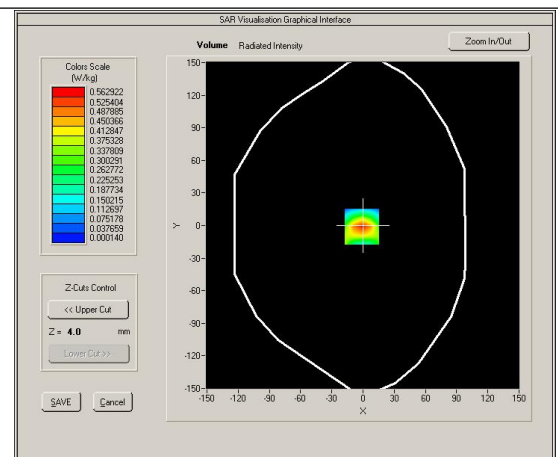 SAR Visualisation Graphical Interface
Volume Radiated Intensity
Zoom In/Out
Colors Scale
(W/kg)
0.562922
0.525404
0.487885
0.450366
0.412847
0.375328
0.337809
0.300291
0.262772
0.225253
0.187734
0.150215
0.112697
0.075178
0.037659
0.000140
150
120
90
60
30
0
-30
-60
-90
-120
-150
Y
-150 -120 -90 -60 -30 0 30 60 90 120 150
X
Z-Cuts Control
<< Upper Cut
Z = 4.0 mm
Lower Cut >>
SAVE Cancel